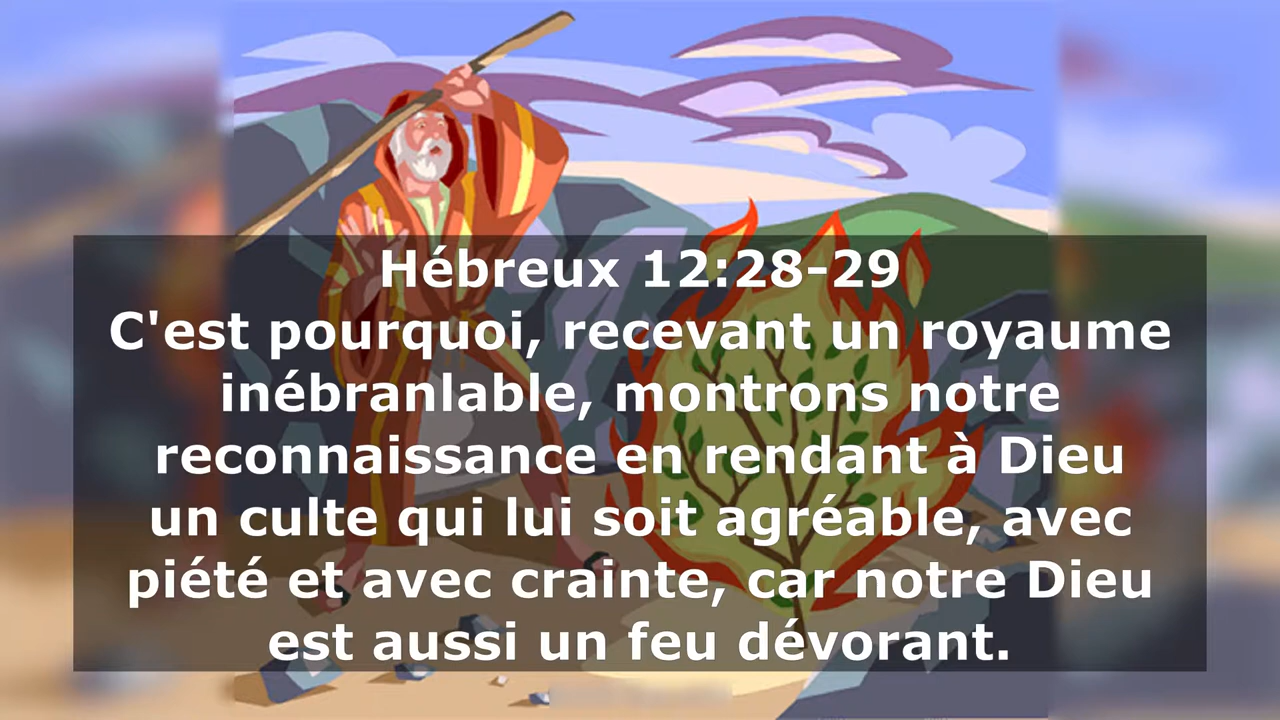 Hébreux 12:28-29
C'est pourquoi, recevant un royaume
inébranlable, montrons notre
reconnaissance en rendant à Dieu
un culte qui lui soit agréable, avec
piété et avec crainte, car notre Dieu
est aussi un feu dévorant.